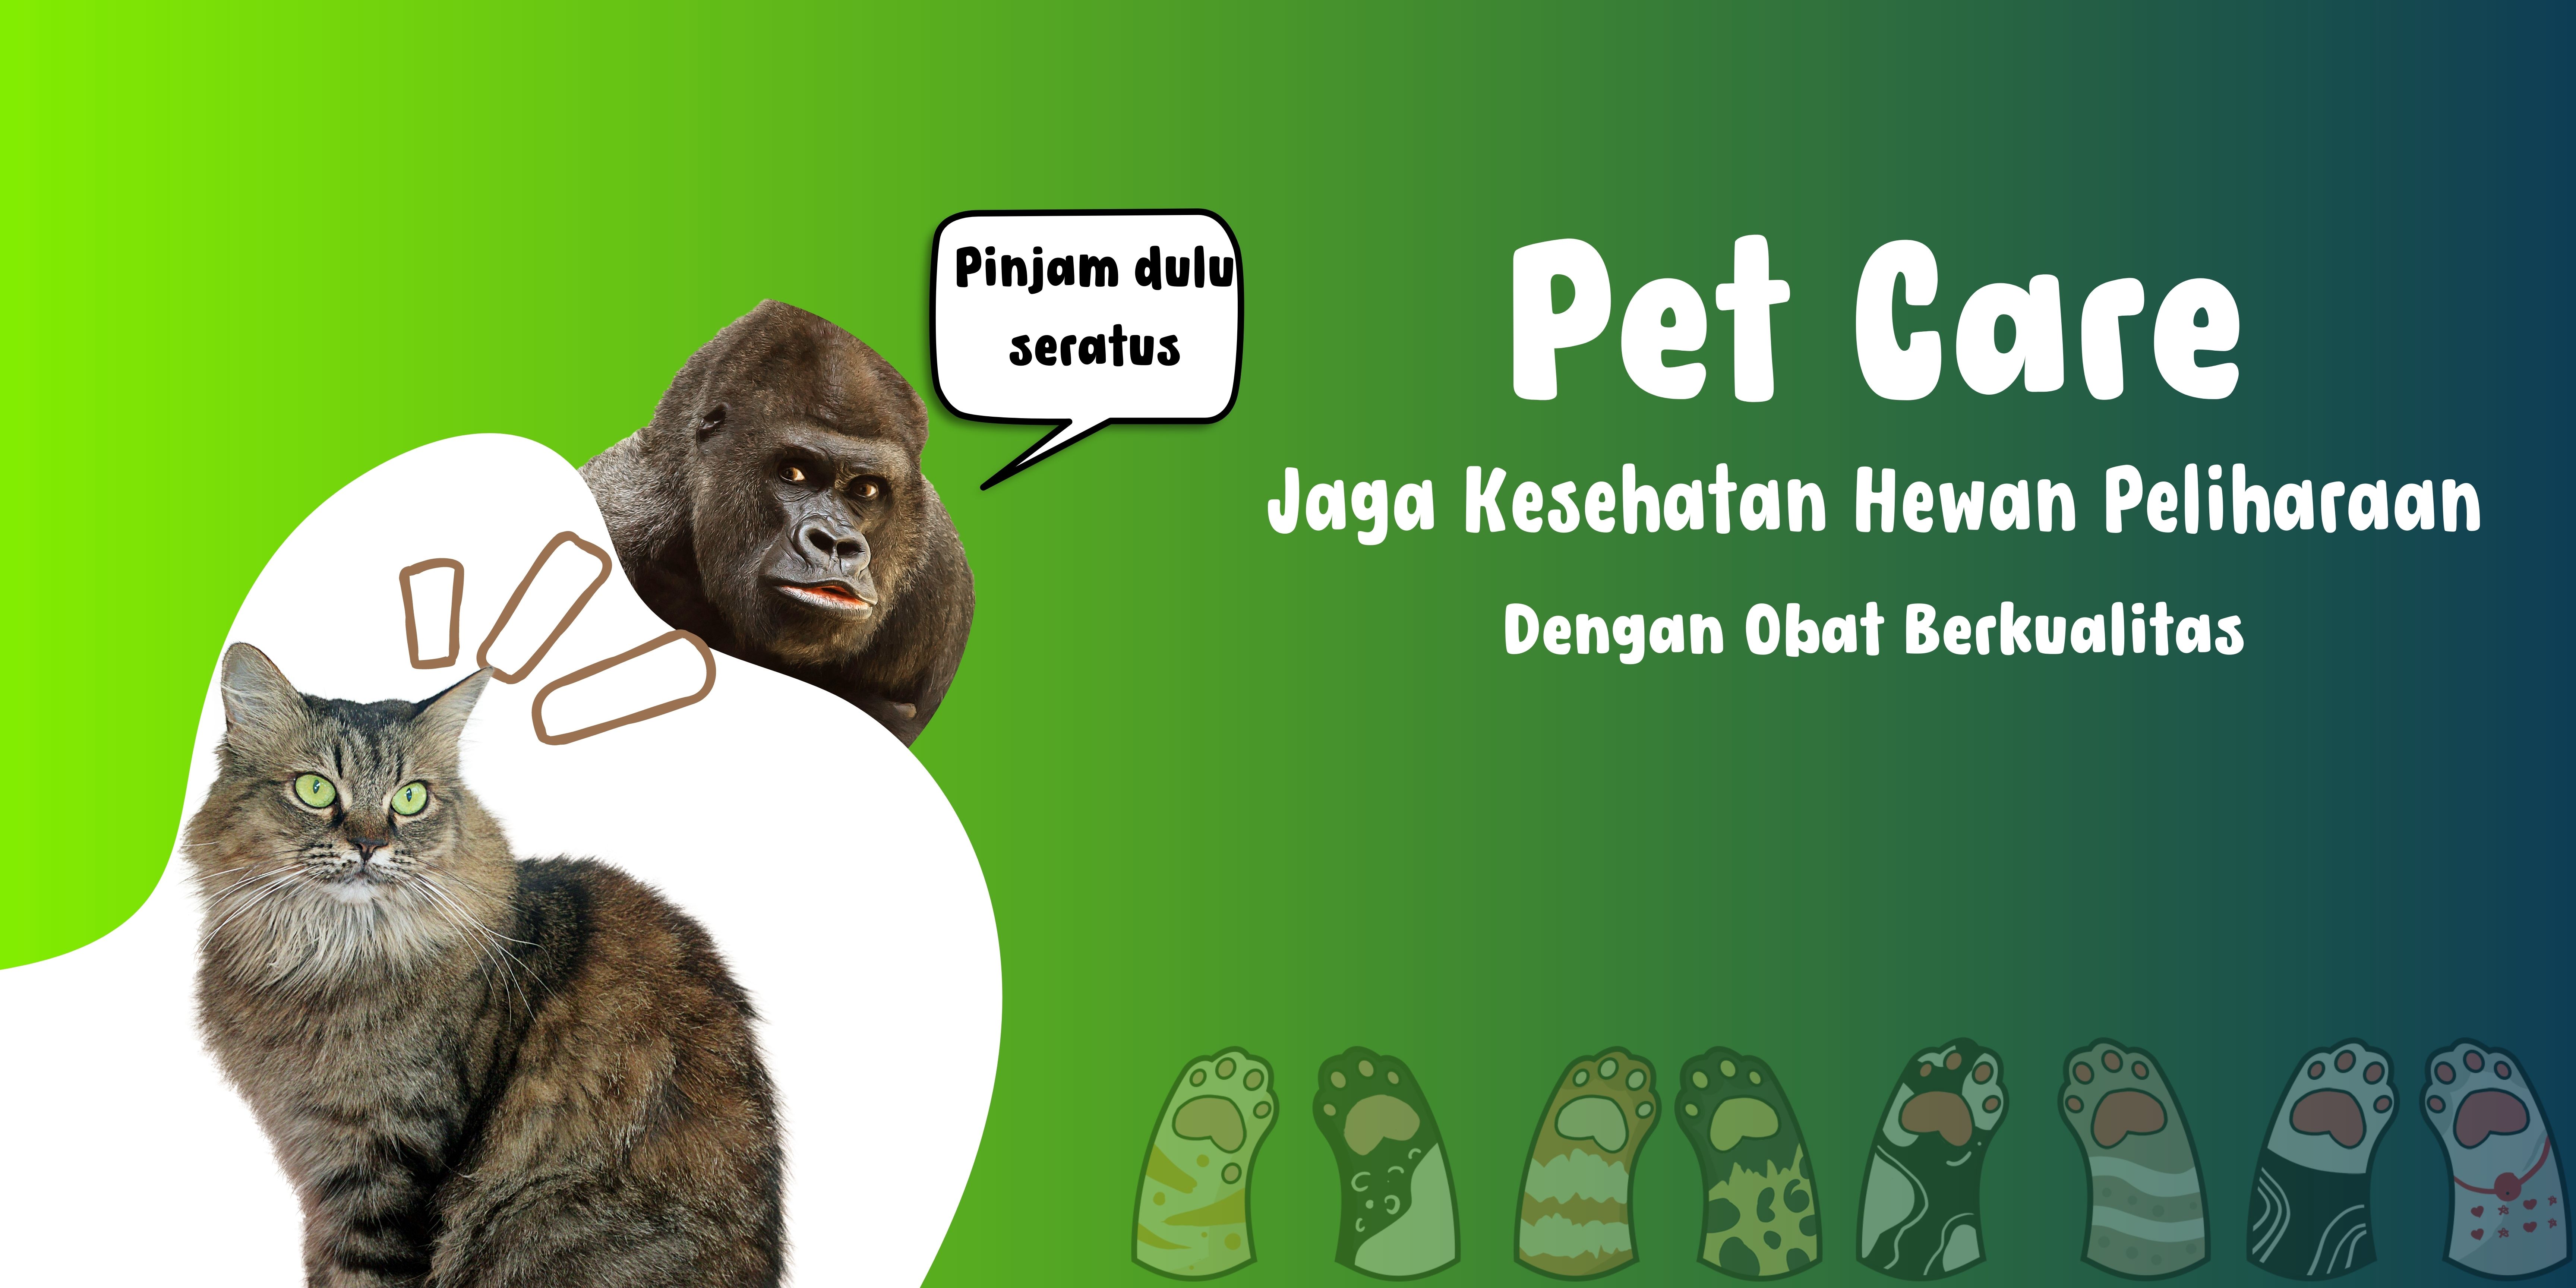 Pinjam dulu
seratus
Pet Care
Jaga Kesehatan Hewan Peliharaan
Dengan Obat Berkualitas